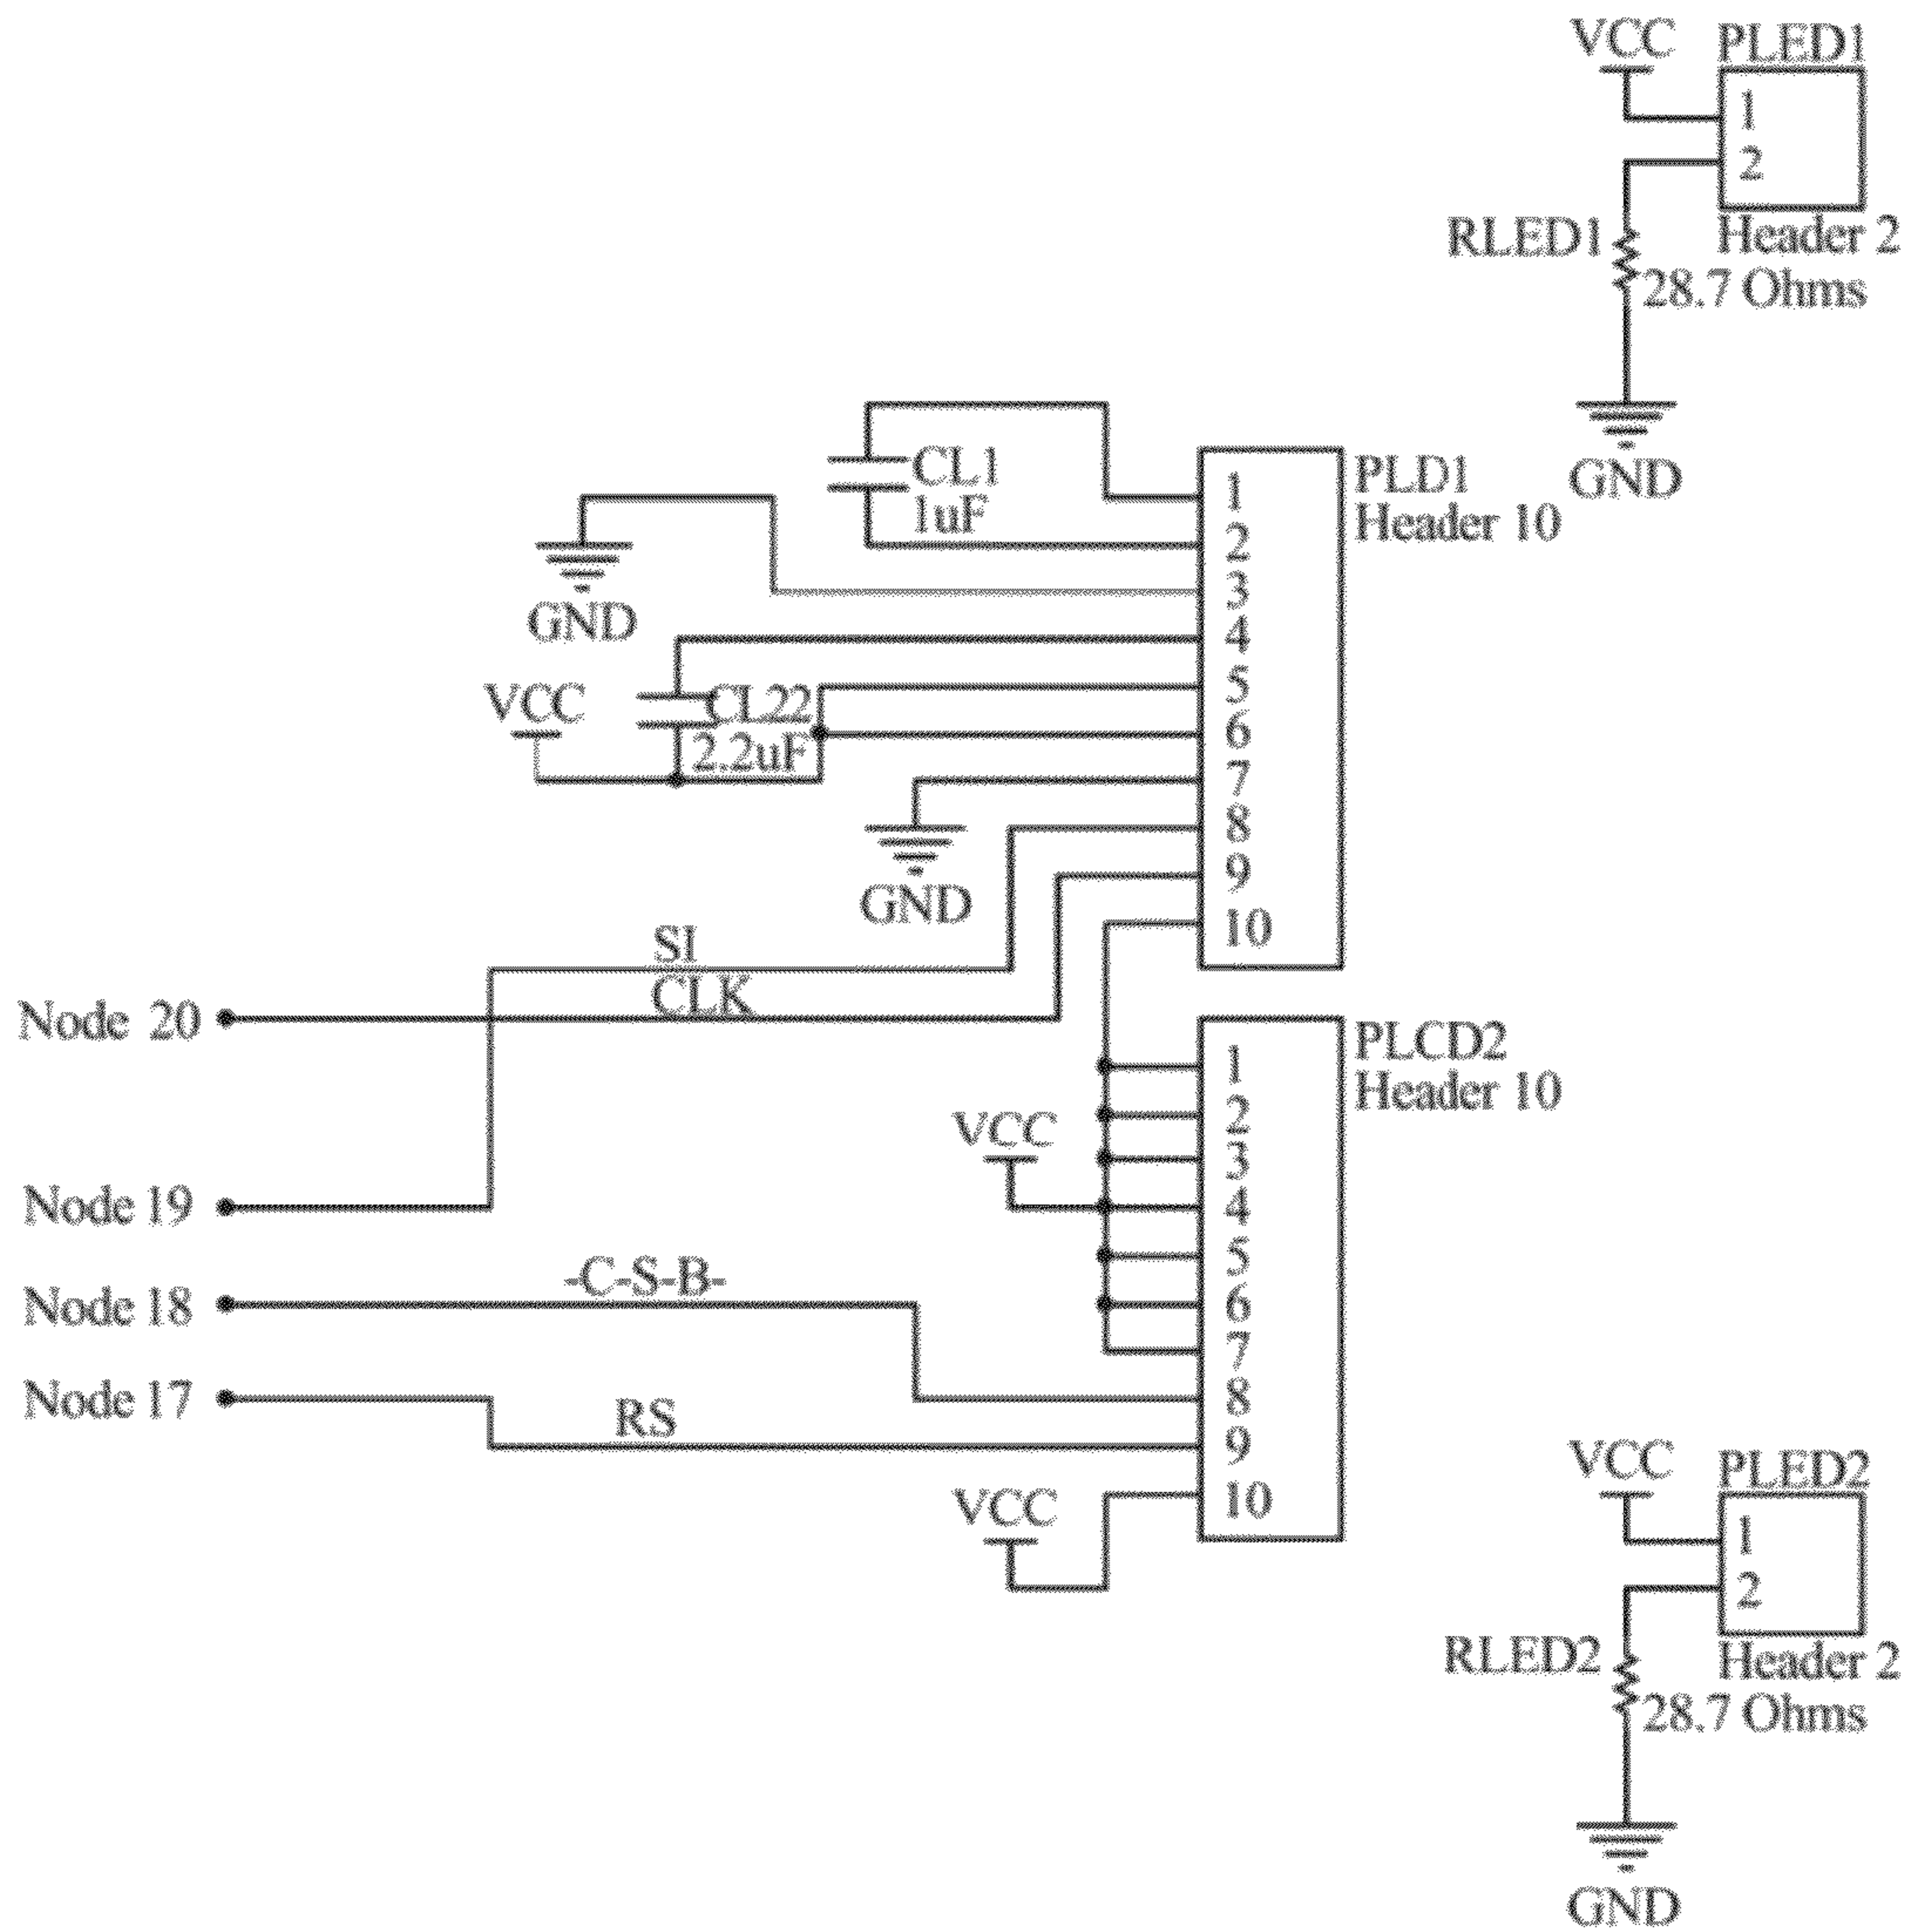 VCC
PLED1
1
2
RLED1
Header 2
28.7 Ohms
GND
CL1
1uF
PLD1
Header 10
1
2
3
4
5
6
7
8
9
10
GND
VCC
CL22
2.2uF
GND
SI
CLK
Node 20
PLCD2
Header 10
1
2
3
4
5
6
7
8
9
10
VCC
Node 19
-C-S-B-
Node 18
Node 17
RS
VCC
VCC
PLED2
1
2
RLED2
Header 2
28.7 Ohms
GND